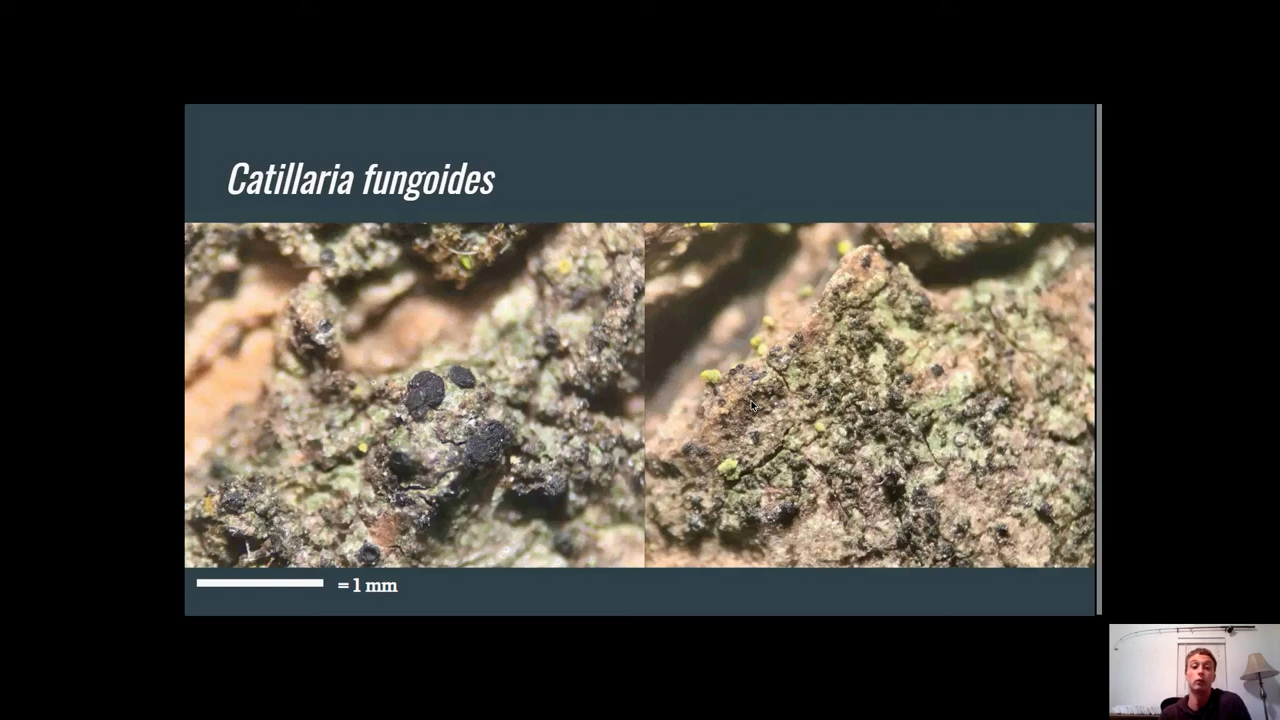 Catillaria fungoides
= 1 mm